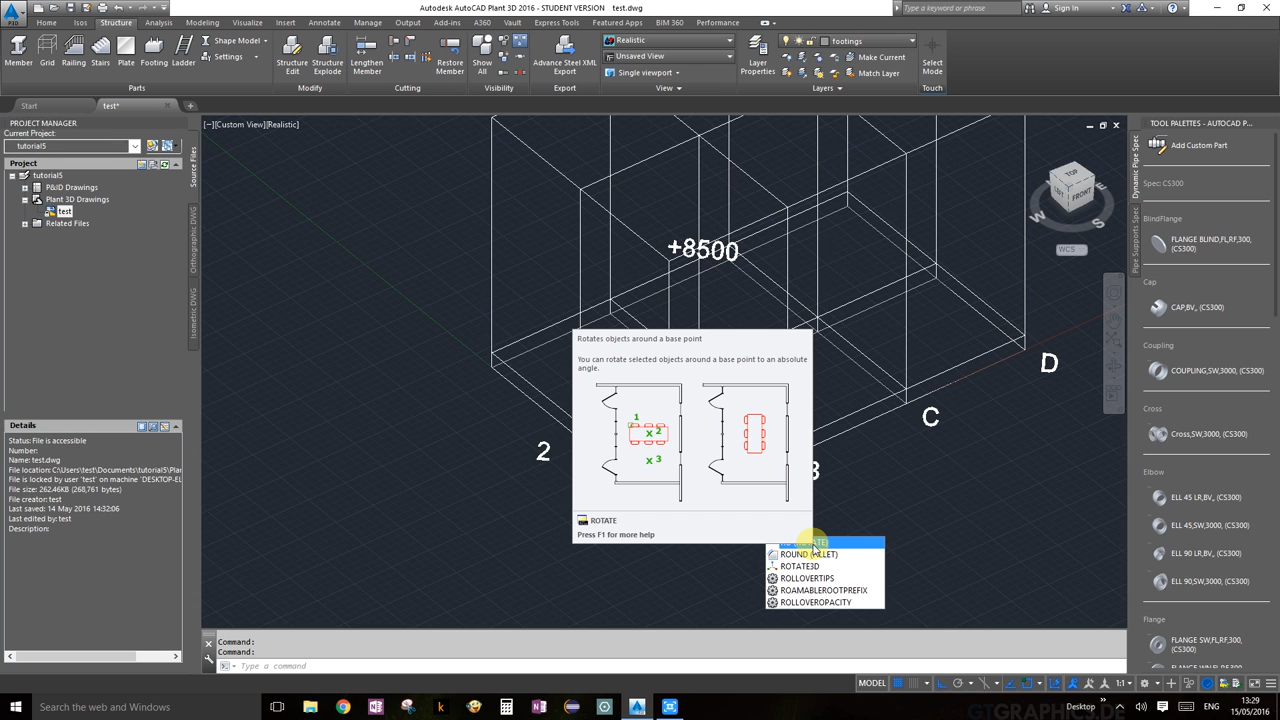 Autodesk AutoCAD Plant 3D 2016 - STUDENT VERSION test.dwg
Type a keyword or phrase
Sign In
P3D
Home Isos Structure Analysis Modeling Visualize Insert Annotate Manage Output Add-ins A360 Vault Express Tools Featured Apps BIM 360 Performance
Member
Grid
Railing
Stairs
Plate
Footing
Ladder
Shape Model
Settings
Structure Edit
Structure Explode
Lengthen Member
Restore Member
Show All
Advance Steel XML Export
Realistic
Unsaved View
Single viewport
Layer Properties
footings
Make Current
Match Layer
Select Mode
Parts
Modify
Cutting
Visibility
Export
View
Layers
Touch
Start
test*
PROJECT MANAGER
Current Project:
tutorial5
Project
tutorial5
P&ID Drawings
Plant 3D Drawings
test
Related Files
Source Files
Orthographic DWG
Isometric DWG
Details
Status: File is accessible
Number:
Name: test.dwg
File location: C:\Users\test\Documents\tutorial5\Plan
File is locked by user 'test' on machine 'DESKTOP-EL
File size: 262.46KB (268,761 bytes)
File creator: test
Last saved: 14 May 2016 32:06
Last edited by: test
Description:
[−][Custom View][Realistic]
+8500
D
C
2
TOP
LEFT
FRONT
W
S
E
WCS
Rotates objects around a base point
You can rotate selected objects around a base point to an absolute
angle.
1
2
3
ROTATE
Press F1 for more help
ROTATE3D
ROLLOVERTIPS
ROAMABLEROOTPREFIX
ROLLOVEROPACITY
Command:
Command:
Type a command
TOOL PALETTES - AUTOCAD P...
Dynamic Pipe Spec
Pipe Supports Spec
Add Custom Part
Spec: CS300
BlindFlange
FLANGE BLIND,FL,RF,300,
(CS300)
Cap
CAP,BV,, (CS300)
Coupling
COUPLING,SW,3000, (CS300)
Cross
Cross,SW,3000, (CS300)
Elbow
ELL 45 LR,BV,, (CS300)
ELL 45,SW,3000, (CS300)
ELL 90 LR,BV,, (CS300)
ELL 90,SW,3000, (CS300)
Flange
FLANGE SW,FL,RF,300,
(CS300)
MODEL
1:1
Search the web and Windows
Desktop
ENG
13:29
15/05/2016
GTGRAPHICS